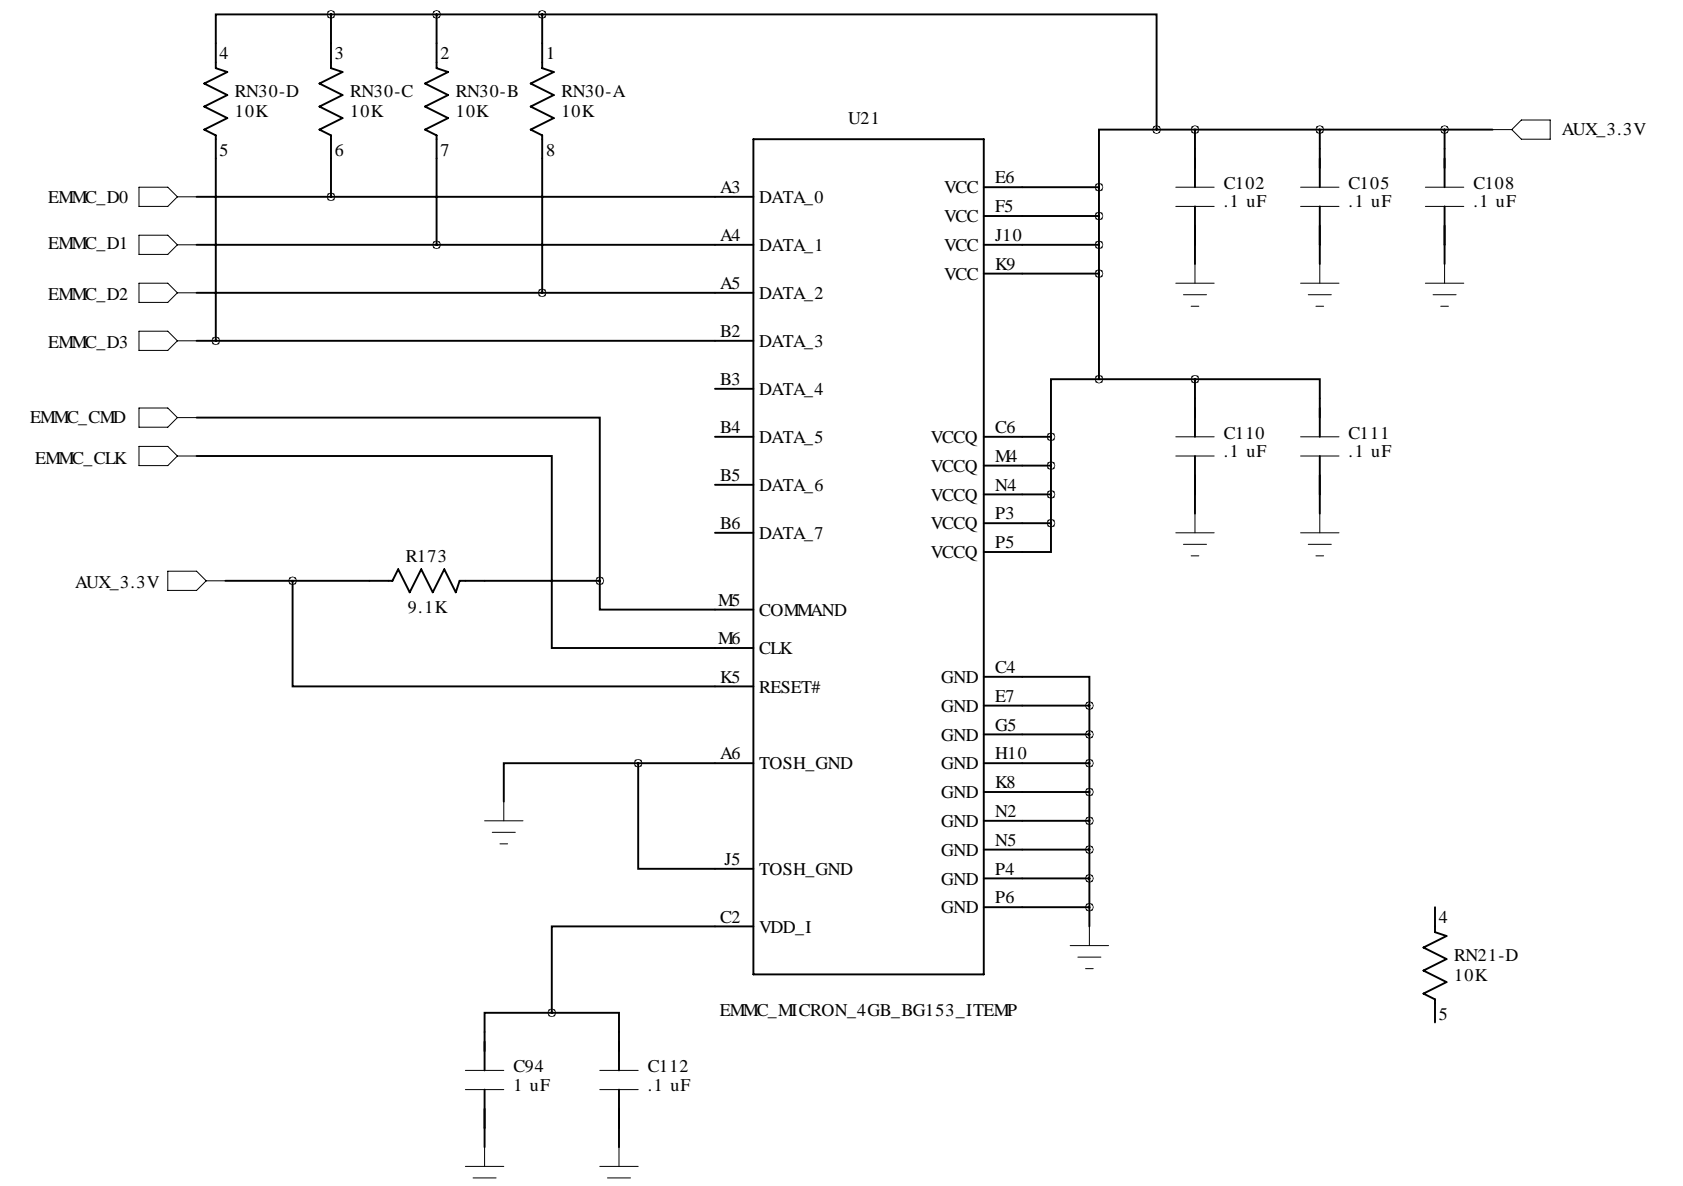 4
3
2
1
RN30-D
10K
RN30-C
10K
RN30-B
10K
RN30-A
10K
5
6
7
8
U21
AUX_3.3V
EMMC_D0
A3
DATA_0
EMMC_D1
A4
DATA_1
EMMC_D2
A5
DATA_2
EMMC_D3
B2
DATA_3
B3
DATA_4
EMMC_CMD
B4
DATA_5
EMMC_CLK
B5
DATA_6
B6
DATA_7
AUX_3.3V
R173
9.1K
M5
COMMAND
M6
CLK
K5
RESET#
A6
TOSH_GND
J5
TOSH_GND
C2
VDD_I
VCC
E6
VCC
F5
VCC
J10
VCC
K9
C102
.1 uF
C105
.1 uF
C108
.1 uF
VCCQ
C6
VCCQ
M4
VCCQ
N4
VCCQ
P3
VCCQ
P5
C110
.1 uF
C111
.1 uF
GND
C4
GND
E7
GND
G5
GND
H10
GND
K8
GND
N2
GND
N5
GND
P4
GND
P6
EMMC_MICRON_4GB_BG153_ITEMP
4
RN21-D
10K
5
C94
1 uF
C112
.1 uF